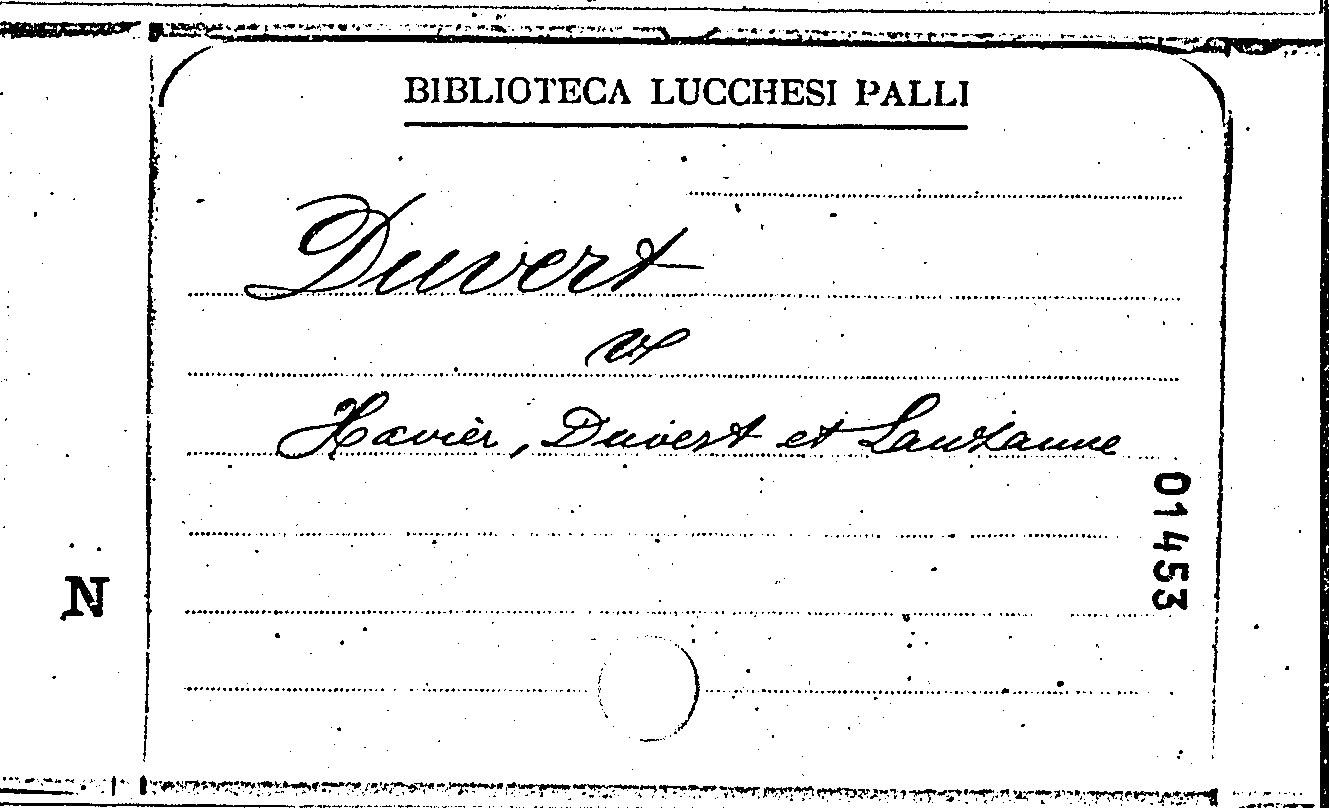 BIBLIOTECA LUCCHESI PALLI
Duvert
Xavier, Duvert et Lauzanne
01453
N